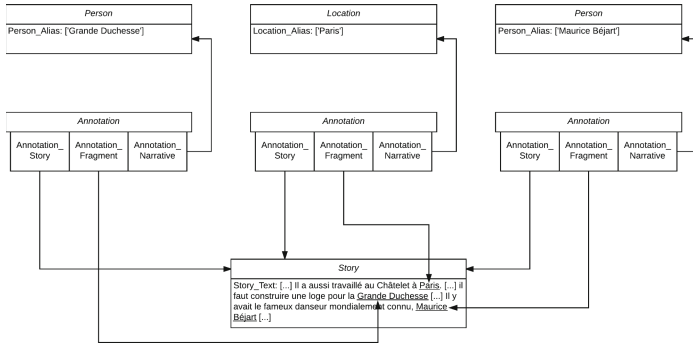 Person
Person_Alias: ['Grande Duchesse']
Location
Location_Alias: ['Paris']
Person
Person_Alias: ['Maurice Béjart']
Annotation
Annotation_
Story
Annotation_
Fragment
Annotation_
Narrative
Annotation
Annotation_
Story
Annotation_
Fragment
Annotation_
Narrative
Annotation
Annotation_
Story
Annotation_
Fragment
Annotation_
Narrative
Story
Story_Text: [...] Il a aussi travaillé au Châtelet à Paris. [...] il
faut construire une loge pour la Grande Duchesse [...] Il y
avait le fameux danseur mondialement connu, Maurice
Béjart [...]